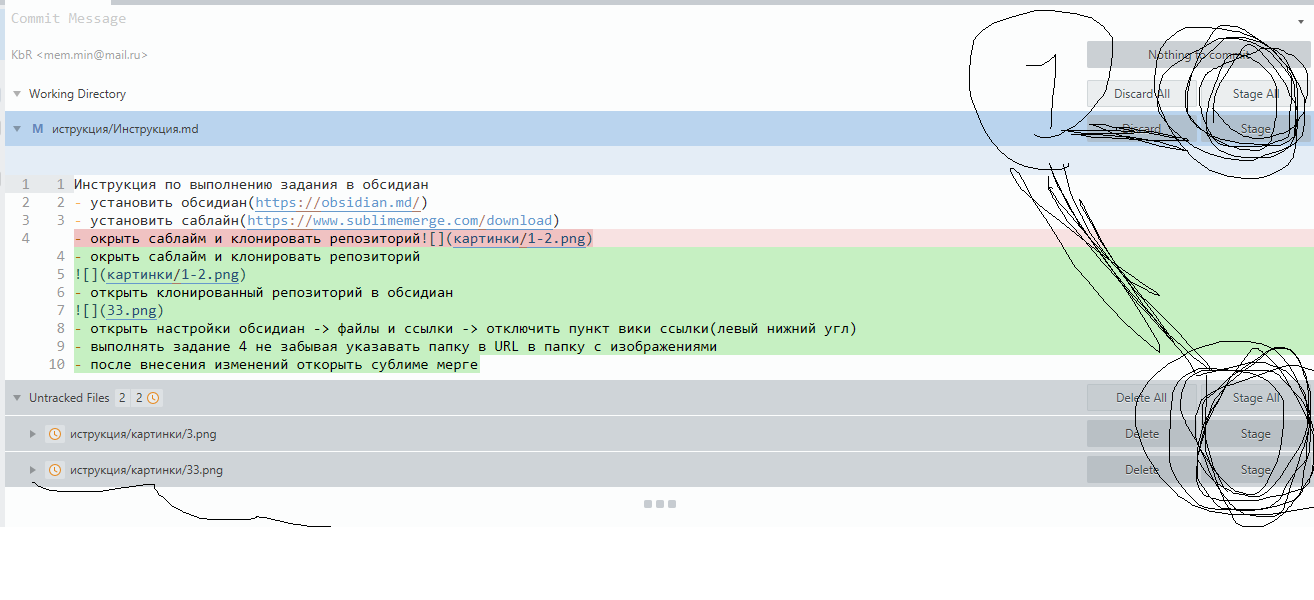 Commit Message
KbR <mem.min@mail.ru>
Nothing to commit
Working Directory
Discard All
Stage All
M иструкция/Инструкция.md
Discard
Stage
1
1 1 Инструкция по выполнению задания в обсидиан
2 2 - установить обсидиан(https://obsidian.md/)
3 3 - установить саблайн(https://www.sublimemerge.com/download)
4 - окрыть саблайм и клонировать репозиторий![](картинки/1-2.png)
4 - окрыть саблайм и клонировать репозиторий
5 ![](картинки/1-2.png)
6 - открыть клонированный репозиторий в обсидиан
7 ![](33.png)
8 - открыть настройки обсидиан -> файлы и ссылки -> отключить пункт вики ссылки(левый нижний угл)
9 - выполнять задание 4 не забывая указавать папку в URL в папку с изображениями
10 - после внесения изменений откорыть сублиме мерге
Untracked Files 2 2
Delete All
Stage All
иструкция/картинки/3.png
Delete
Stage
иструкция/картинки/33.png
Delete
Stage